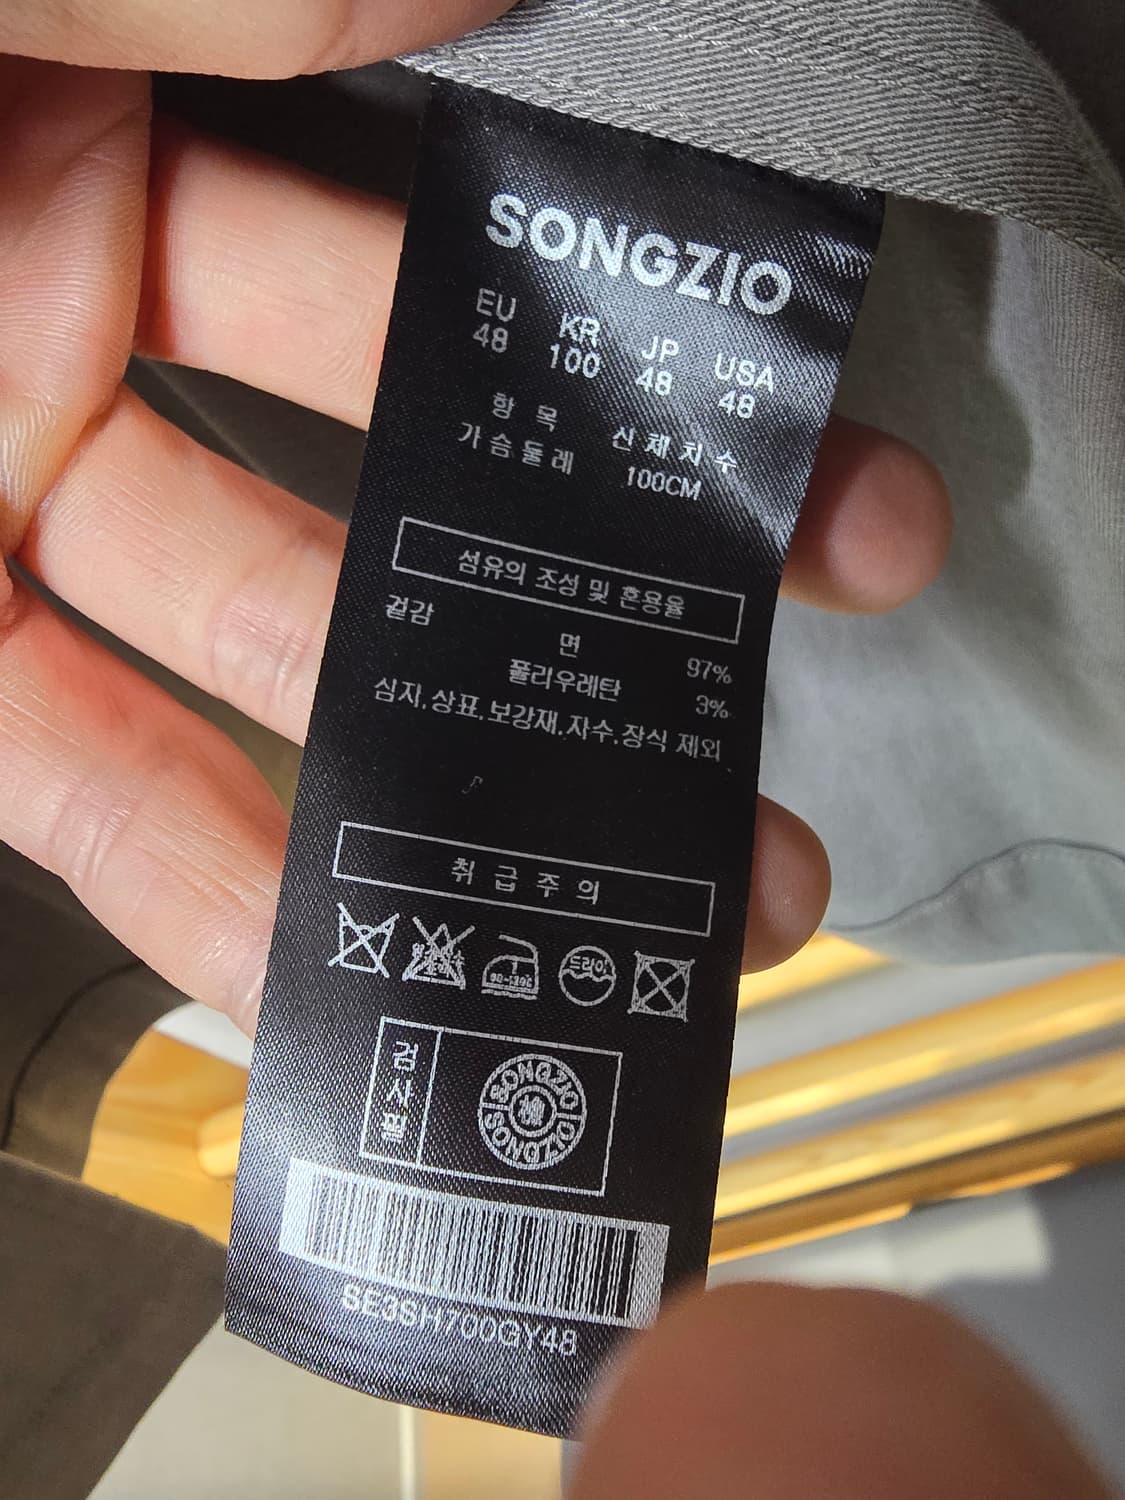 SONGZIO
EU KR JP USA
48 100 48 48
항목 신체치수
가슴둘레 100CM
섬유의 조성 및 혼용율
겉감 면 97%
폴리우레탄 3%
심지,상표,보강재,자수,장식 제외
취급주의
드라이
검사필
SONGZIO
SONGZIO
SE3SH700GY48